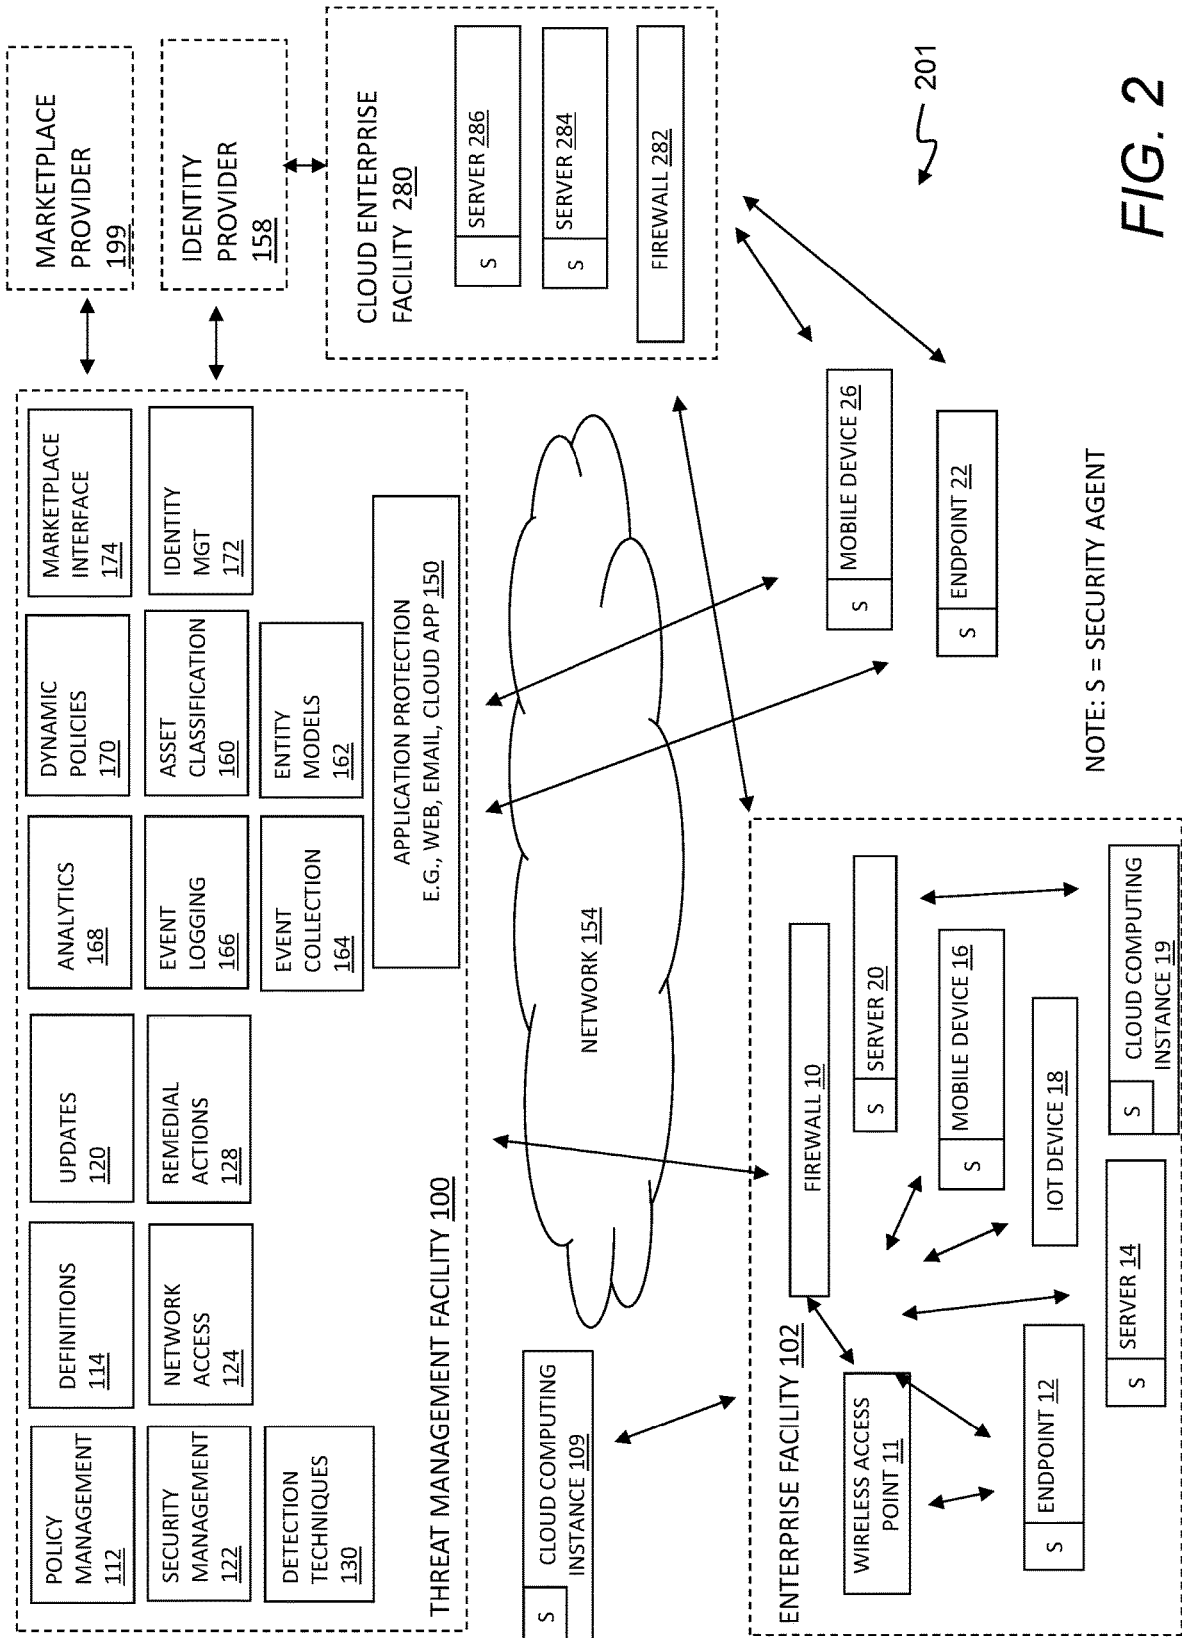 POLICY
MANAGEMENT
112
DEFINITIONS
114
UPDATES
120
ANALYTICS
168
DYNAMIC
POLICIES
170
MARKETPLACE
INTERFACE
174
MARKETPLACE
PROVIDER
199
SECURITY
MANAGEMENT
122
NETWORK
ACCESS
124
REMEDIAL
ACTIONS
128
EVENT
LOGGING
166
ASSET
CLASSIFICATION
160
IDENTITY
MGT
172
IDENTITY
PROVIDER
158
DETECTION
TECHNIQUES
130
EVENT
COLLECTION
164
ENTITY
MODELS
162
APPLICATION PROTECTION
E.G., WEB, EMAIL, CLOUD APP 150
THREAT MANAGEMENT FACILITY 100
CLOUD ENTERPRISE
FACILITY 280
S SERVER 286
S SERVER 284
FIREWALL 282
S
CLOUD COMPUTING
INSTANCE 109
NETWORK 154
ENTERPRISE FACILITY 102
FIREWALL 10
WIRELESS ACCESS
POINT 11
S SERVER 20
S MOBILE DEVICE 16
S ENDPOINT 12
IOT DEVICE 18
S SERVER 14
S
CLOUD COMPUTING
INSTANCE 19
S MOBILE DEVICE 26
S ENDPOINT 22
201
NOTE: S = SECURITY AGENT
FIG. 2